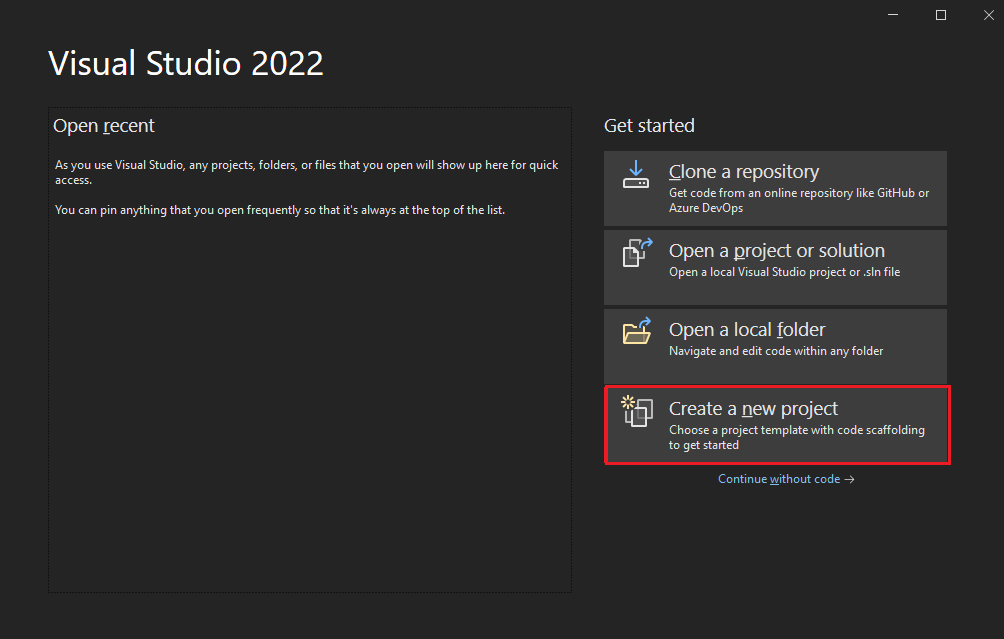 Visual Studio 2022
Open recent
As you use Visual Studio, any projects, folders, or files that you open will show up here for quick
access.
You can pin anything that you open frequently so that it's always at the top of the list.
Get started
Clone a repository
Get code from an online repository like GitHub or
Azure DevOps
Open a project or solution
Open a local Visual Studio project or .sln file
Open a local folder
Navigate and edit code within any folder
Create a new project
Choose a project template with code scaffolding
to get started
Continue without code →